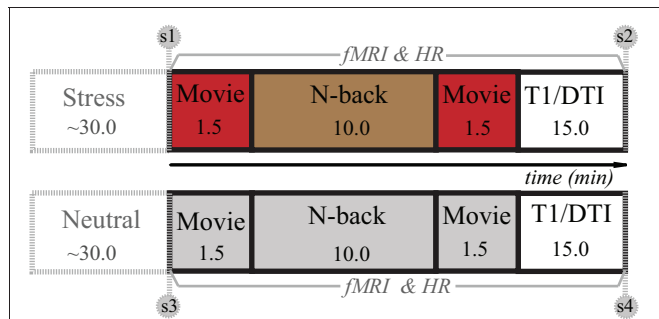 s1 s2
fMRI & HR
Stress Movie N-back Movie T1/DTI
~30.0 1.5 10.0 1.5 15.0
time (min)
Neutral Movie N-back Movie T1/DTI
~30.0 1.5 10.0 1.5 15.0
fMRI & HR
s3 s4